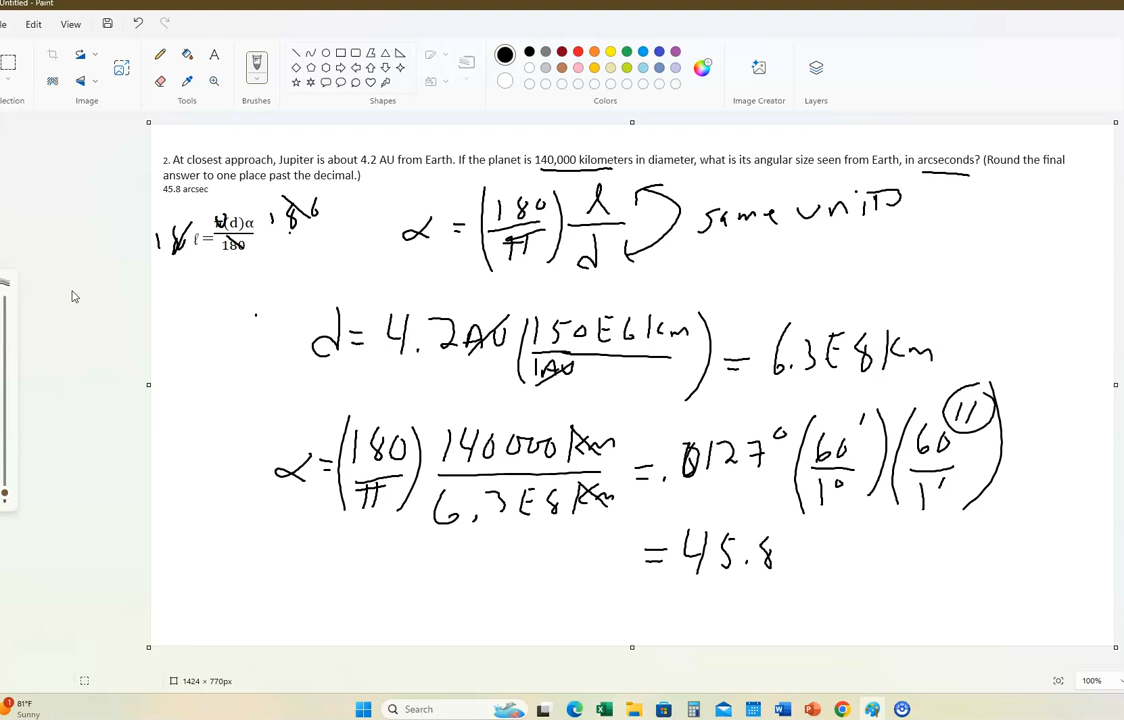 Untitled - Paint
le Edit View
lection Image Tools Brushes Shapes Colors Image Creator Layers
2. At closest approach, Jupiter is about 4.2 AU from Earth. If the planet is 140,000 kilometers in diameter, what is its angular size seen from Earth, in arcseconds? (Round the final
answer to one place past the decimal.)
45.8 arcsec
180 ℓ = π(d)α / 180 180
α = (180/π) l/d same units
d = 4.2 AU (150E6 km / 1 AU) = 6.3E8 km
α = (180/π) 140000 km / 6.3E8 km = .0127° (60'/1°) (60''/1')
= 45.8
1424 × 770px 100%
81°F
Sunny
Search